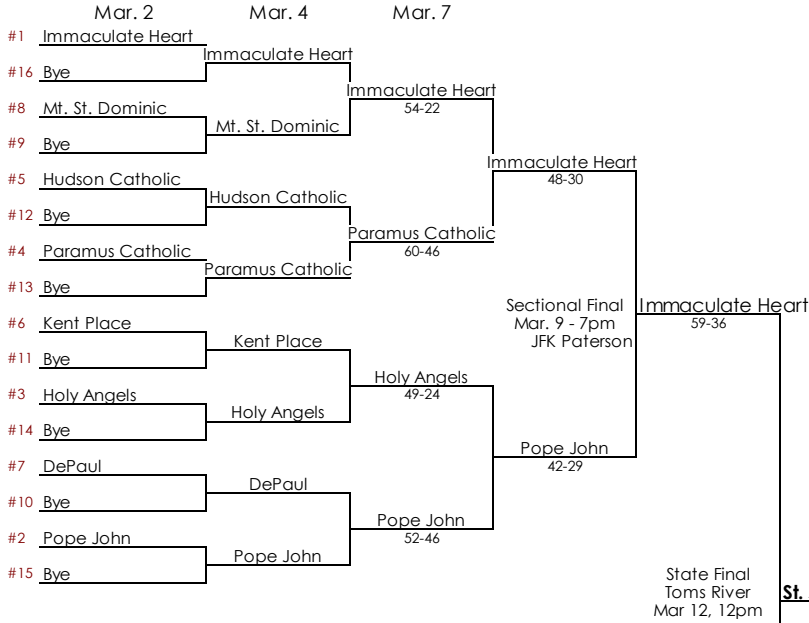 Mar. 2 Mar. 4 Mar. 7
#1 Immaculate Heart
Immaculate Heart
#16 Bye
Immaculate Heart
54-22
#8 Mt. St. Dominic
Mt. St. Dominic
#9 Bye
Immaculate Heart
48-30
#5 Hudson Catholic
Hudson Catholic
#12 Bye
Paramus Catholic
60-46
#4 Paramus Catholic
Paramus Catholic
#13 Bye
Sectional Final
Mar. 9 - 7pm
JFK Paterson
Immaculate Heart
59-36
#6 Kent Place
Kent Place
#11 Bye
Holy Angels
49-24
#3 Holy Angels
Holy Angels
#14 Bye
Pope John
42-29
#7 DePaul
DePaul
#10 Bye
Pope John
52-46
#2 Pope John
Pope John
#15 Bye
State Final
Toms River
Mar 12, 12pm
St.